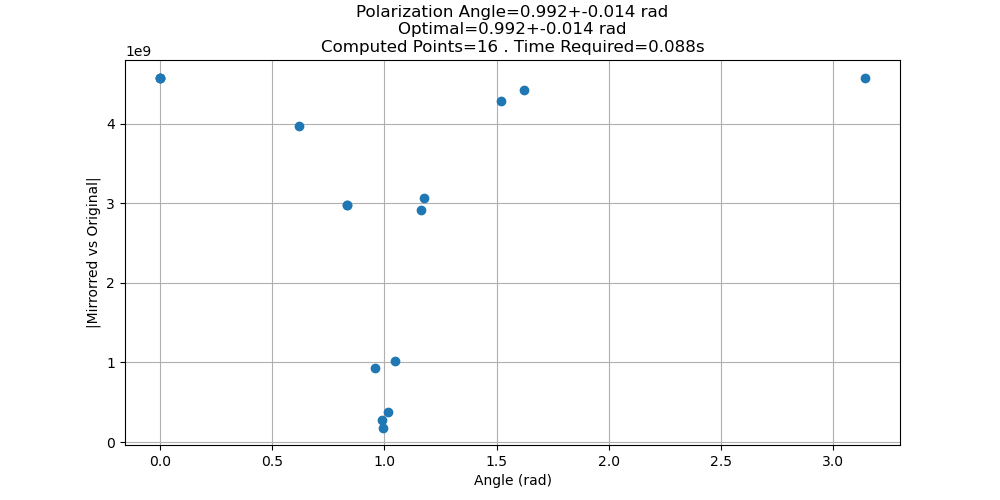 Polarization Angle=0.992+-0.014 rad
Optimal=0.992+-0.014 rad
Computed Points=16 . Time Required=0.088s
1e9
4
3
2
1
0
|Mirrorred vs Original|
0.0 0.5 1.0 1.5 2.0 2.5 3.0
Angle (rad)